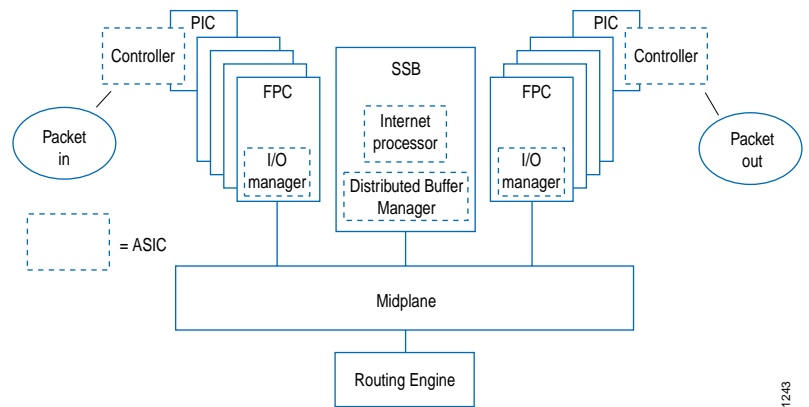 PIC
Controller
FPC
I/O
manager
Packet
in
SSB
Internet
processor
Distributed Buffer
Manager
PIC
Controller
FPC
I/O
manager
Packet
out
= ASIC
Midplane
Routing Engine
1243